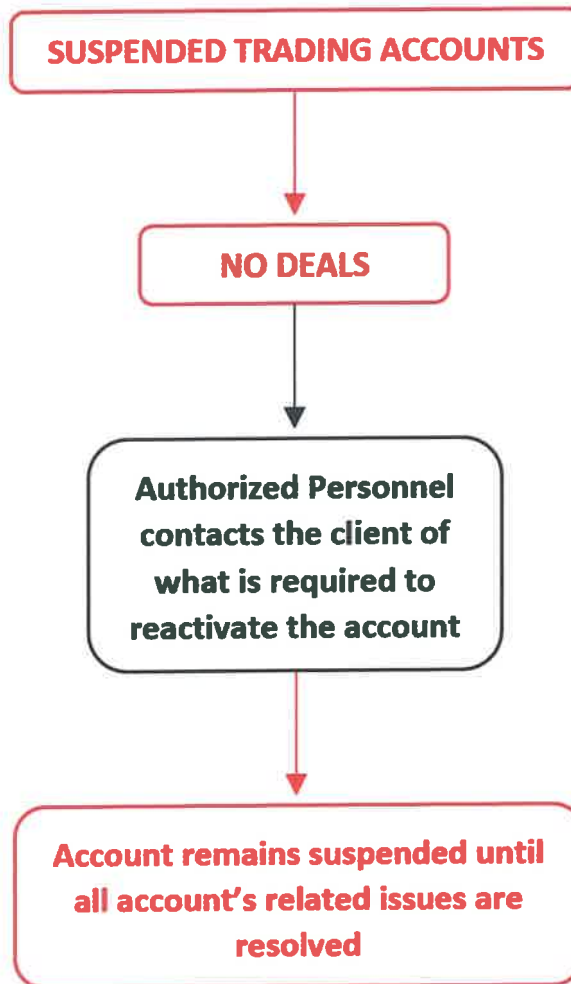 SUSPENDED TRADING ACCOUNTS
NO DEALS
Authorized Personnel
contacts the client of
what is required to
reactivate the account
Account remains suspended until
all account's related issues are
resolved